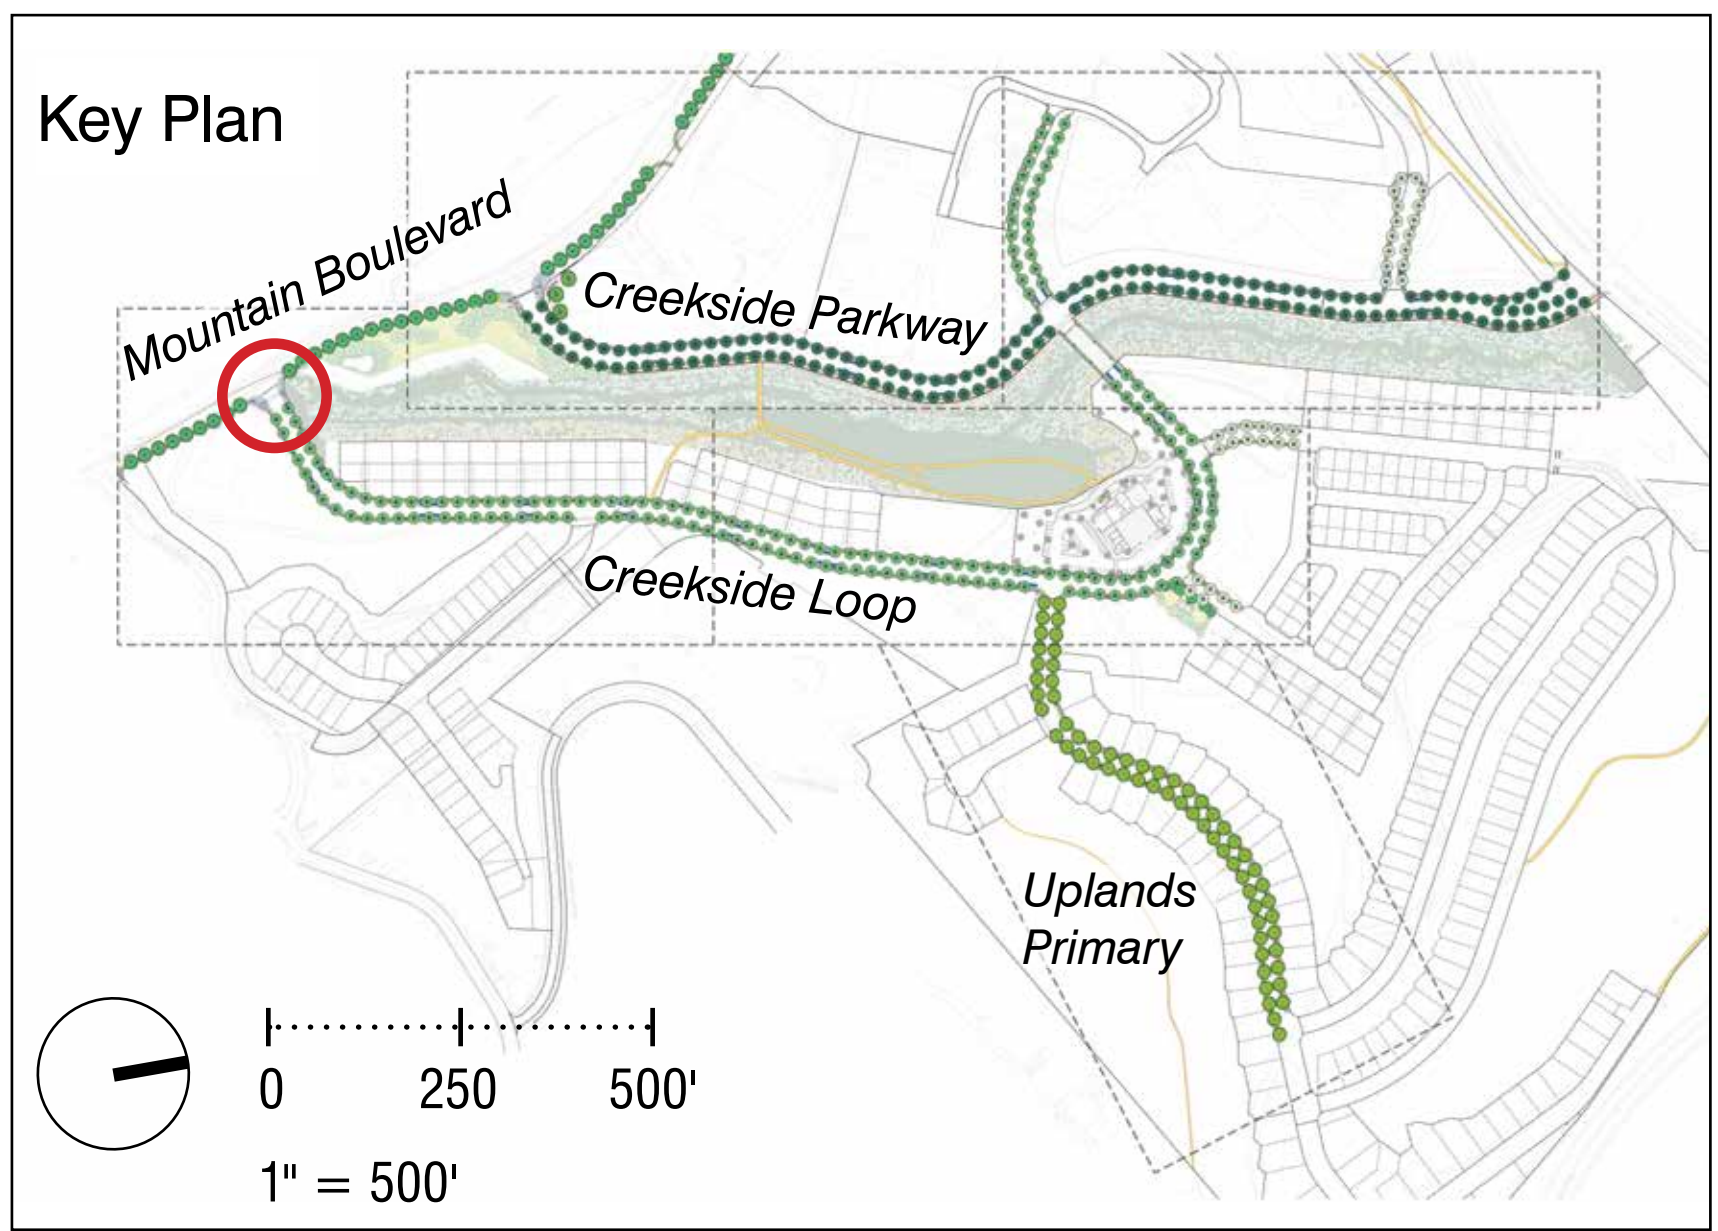 Key Plan
Mountain Boulevard
Creekside Parkway
Creekside Loop
Uplands
Primary
0 250 500'
1" = 500'